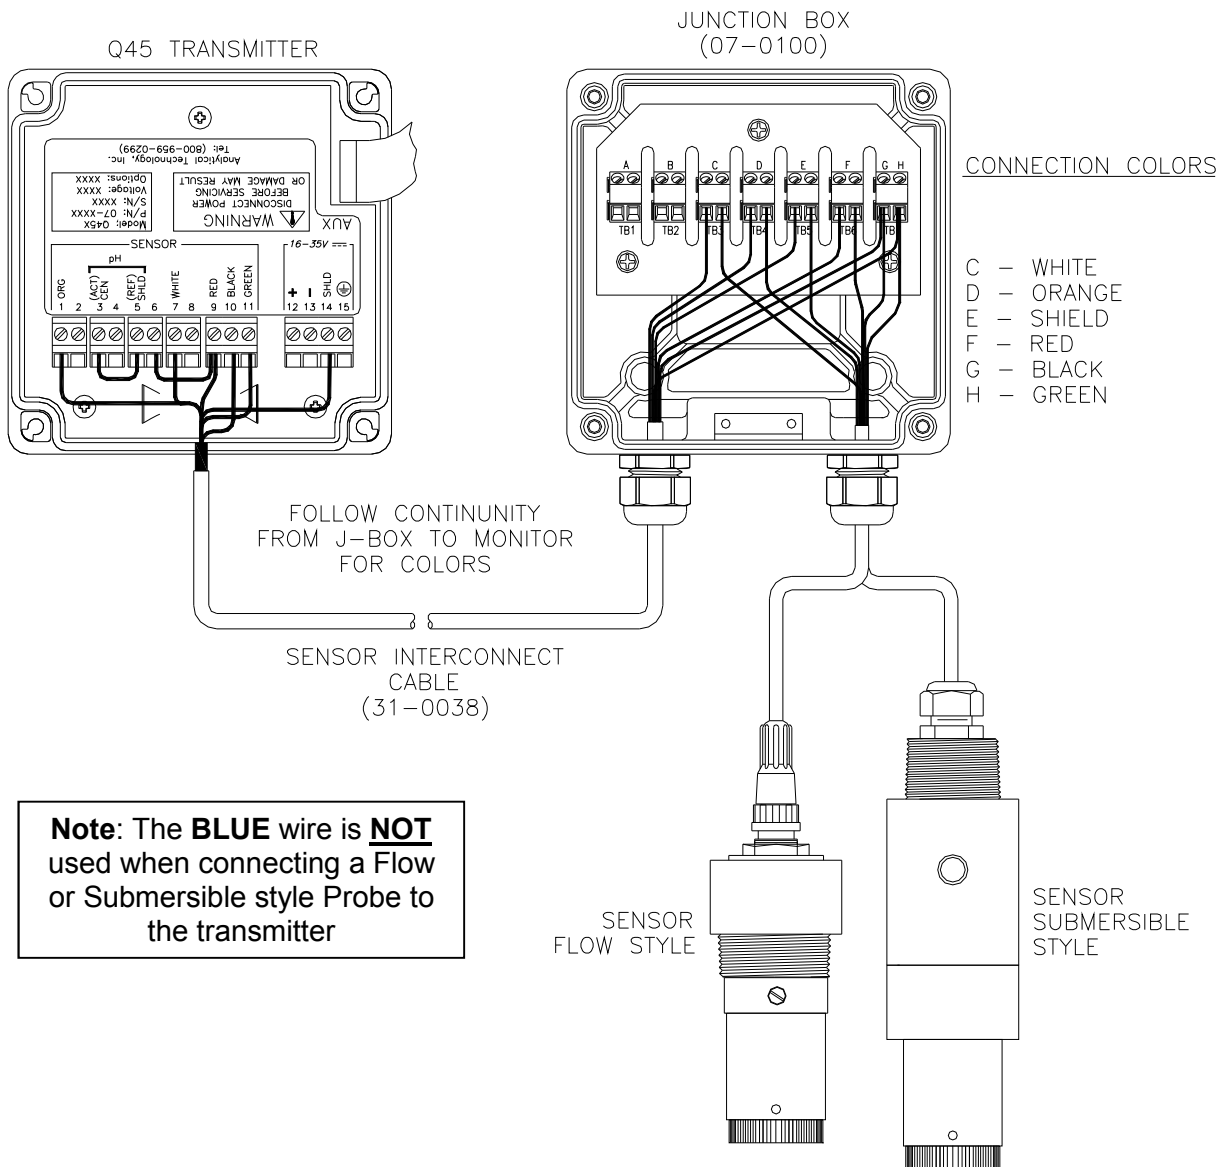 Q45 TRANSMITTER
Analytical Technology, Inc.
Tel: (800-959-0299)
Model: Q45X
P/N: 07-XXXX
S/N: XXXX
Voltage: XXXX
Options: XXXX
WARNING
DISCONNECT POWER
BEFORE SERVICING
OR DAMAGE MAY RESULT
AUX
SENSOR
16-35V
pH
ORG
(ACT)
CEN
(REF)
SHLD
WHITE
RED
BLACK
GREEN
+
-
SHLD
1 2 3 4 5 6 7 8 9 10 11 12 13 14 15
JUNCTION BOX
(07-0100)
A B C D E F G H
TB1 TB2 TB3 TB4 TB5 TB6 TB
CONNECTION COLORS
C - WHITE
D - ORANGE
E - SHIELD
F - RED
G - BLACK
H - GREEN
FOLLOW CONTINUNITY
FROM J-BOX TO MONITOR
FOR COLORS
SENSOR INTERCONNECT
CABLE
(31-0038)
Note: The BLUE wire is NOT
used when connecting a Flow
or Submersible style Probe to
the transmitter
SENSOR
FLOW STYLE
SENSOR
SUBMERSIBLE
STYLE